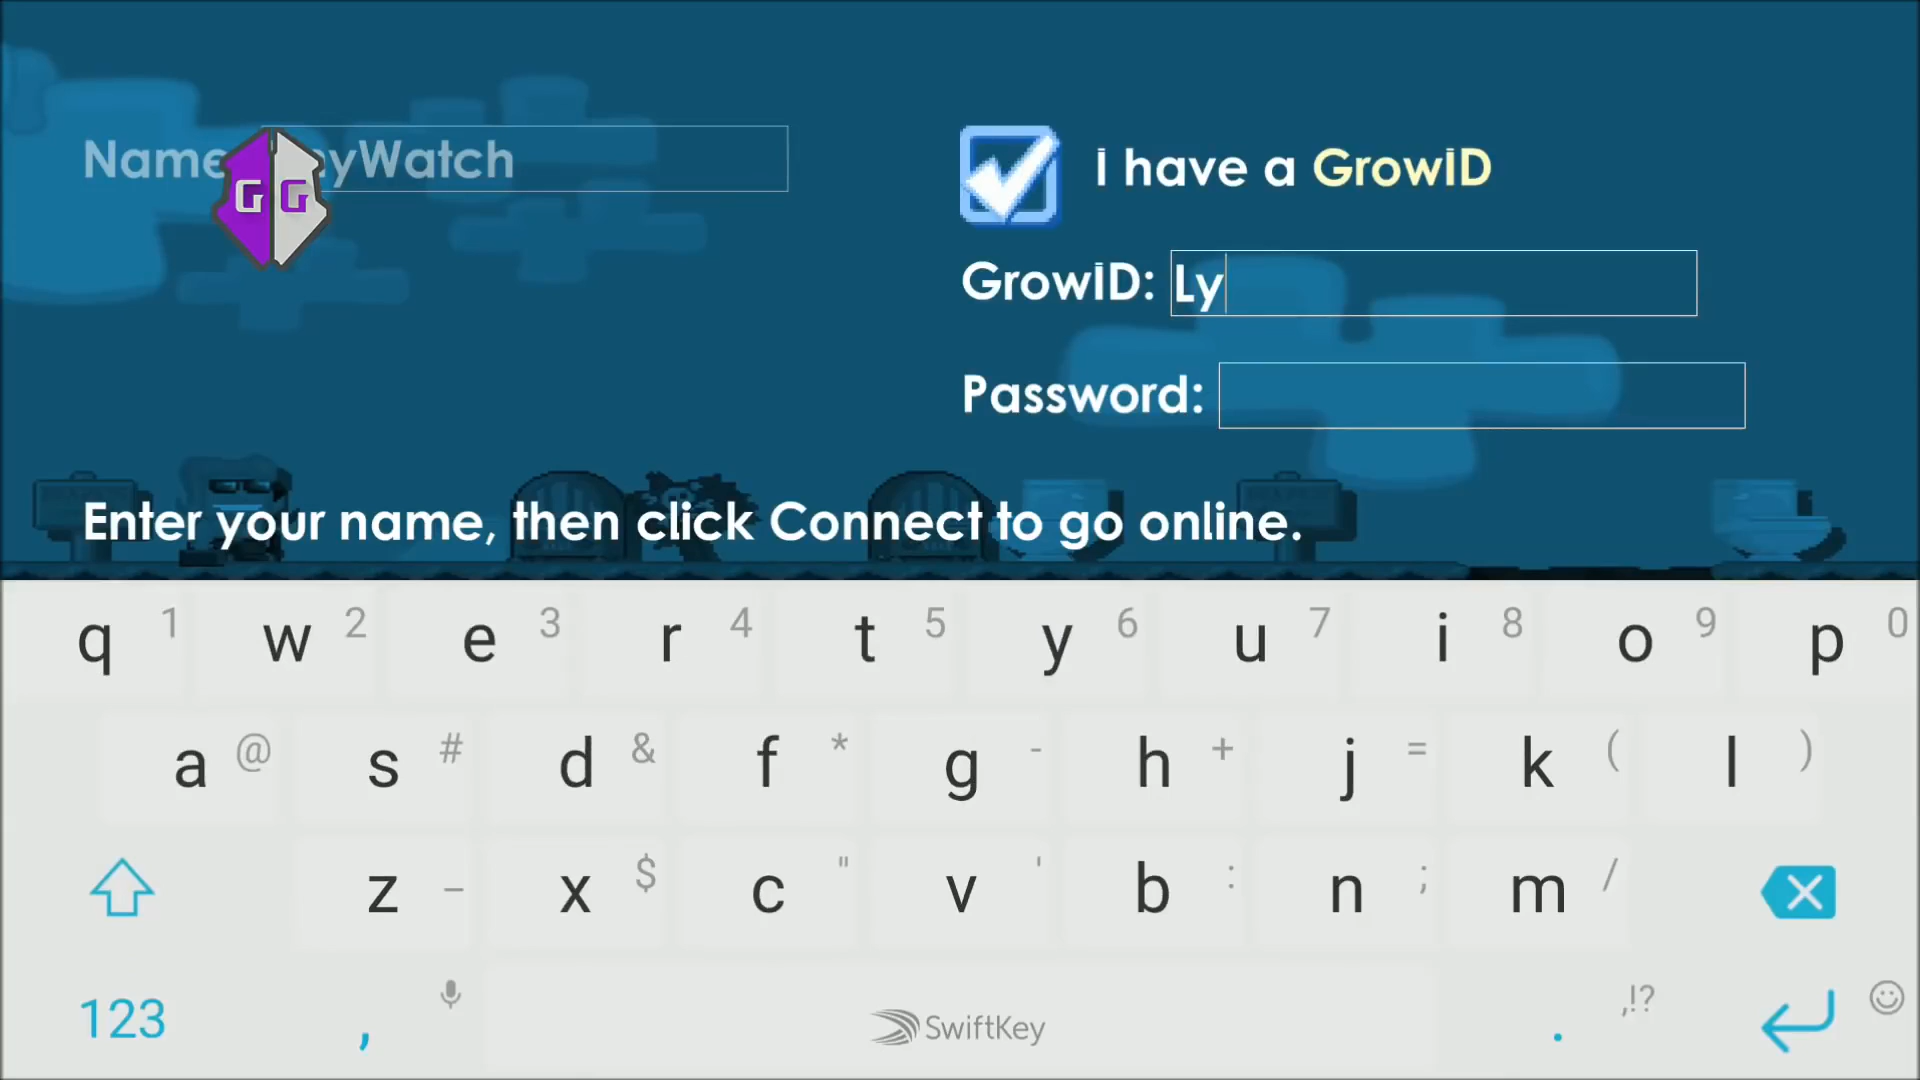 Name yWatch
GG
I have a GrowID
GrowID: Ly
Password:
Enter your name, then click Connect to go online.
q 1 w 2 e 3 r 4 t 5 y 6 u 7 i 8 o 9 p 0
a @ s # d & f * g - h + j = k ( l )
z _ x $ c " v ' b : n ; m /
123 , SwiftKey . ,!?